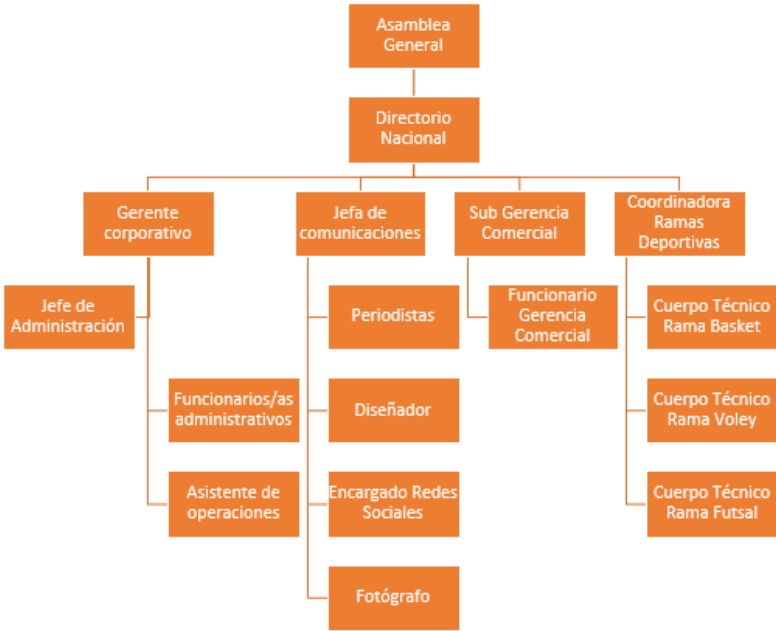 Asamblea
General
Directorio
Nacional
Gerente
corporativo
Jefa de
comunicaciones
Sub Gerencia
Comercial
Coordinadora
Ramas
Deportivas
Jefe de
Administración
Funcionarios/as
administrativos
Asistente de
operaciones
Periodistas
Diseñador
Encargado Redes
Sociales
Fotógrafo
Funcionario
Gerencia
Comercial
Cuerpo Técnico
Rama Basket
Cuerpo Técnico
Rama Voley
Cuerpo Técnico
Rama Futsal